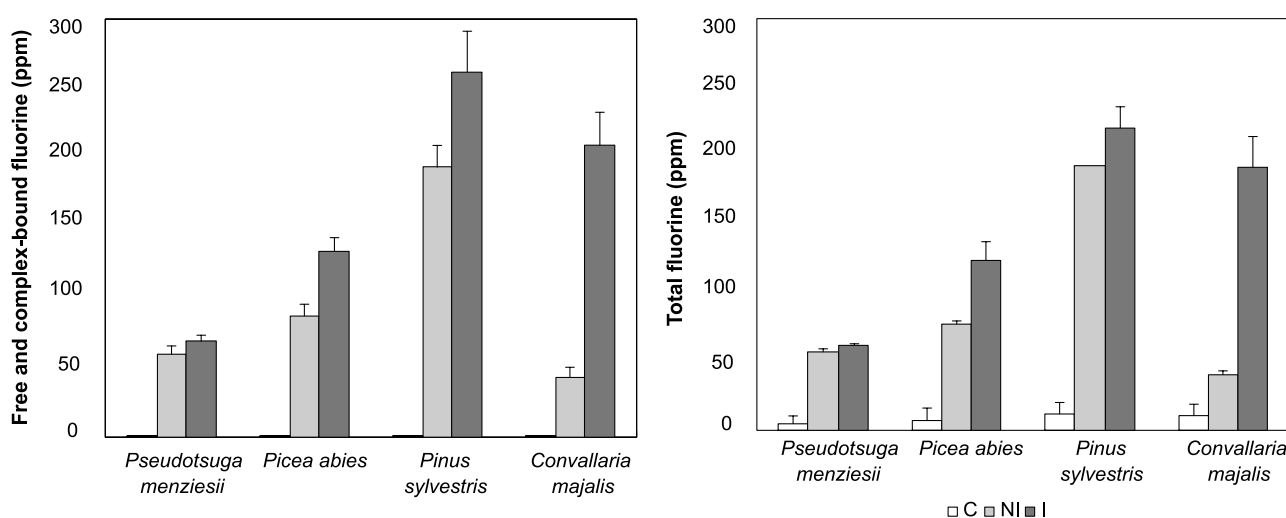 Free and complex-bound fluorine (ppm)
300
250
200
150
100
50
0
Pseudotsuga
menziesii
Picea abies
Pinus
sylvestris
Convallaria
majalis
Total fluorine (ppm)
300
250
200
150
100
50
0
Pseudotsuga
menziesii
Picea abies
Pinus
sylvestris
Convallaria
majalis
C NI I